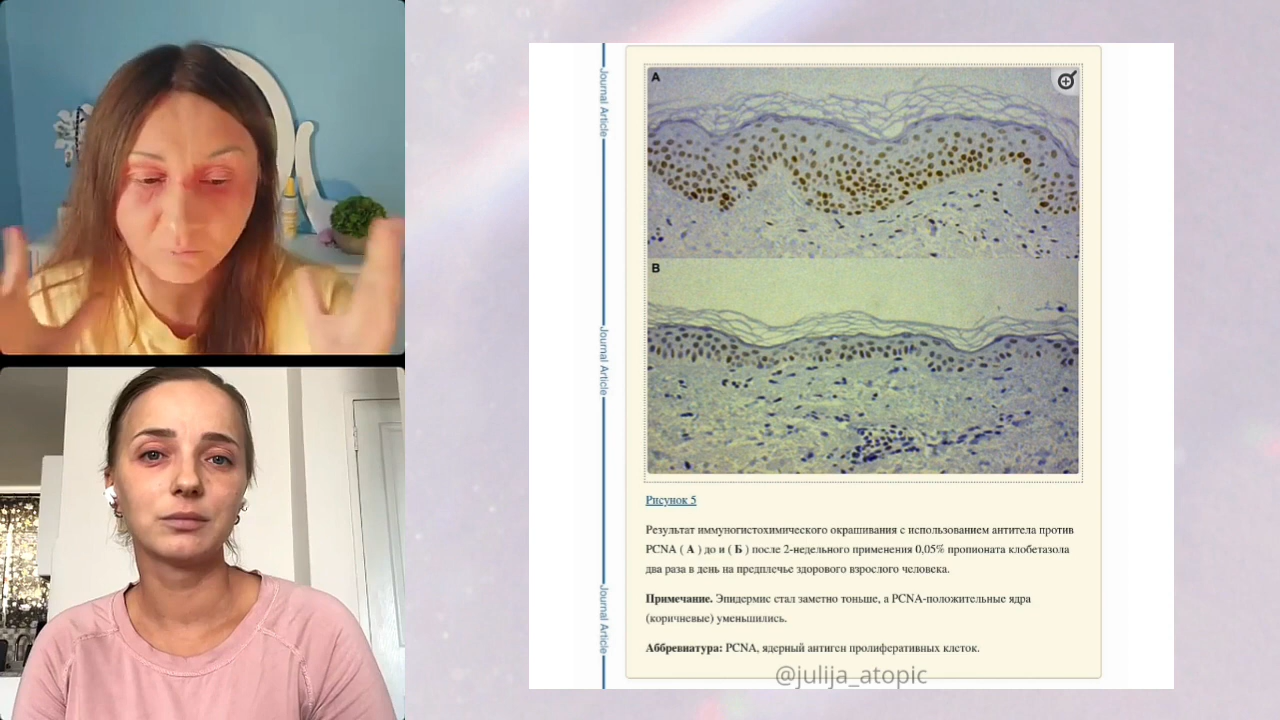 Journal Article
Journal Article
Journal Article
A
B
Рисунок 5
Результат иммуногистохимического окрашивания с использованием антитела против
PCNA ( А ) до и ( Б ) после 2-недельного применения 0,05% пропионата клобетазола
два раза в день на предплечье здорового взрослого человека.
Примечание. Эпидермис стал заметно тоньше, а PCNA-положительные ядра
(коричневые) уменьшились.
Аббревиатура: PCNA, ядерный антиген пролиферативных клеток.
@julija_atopic